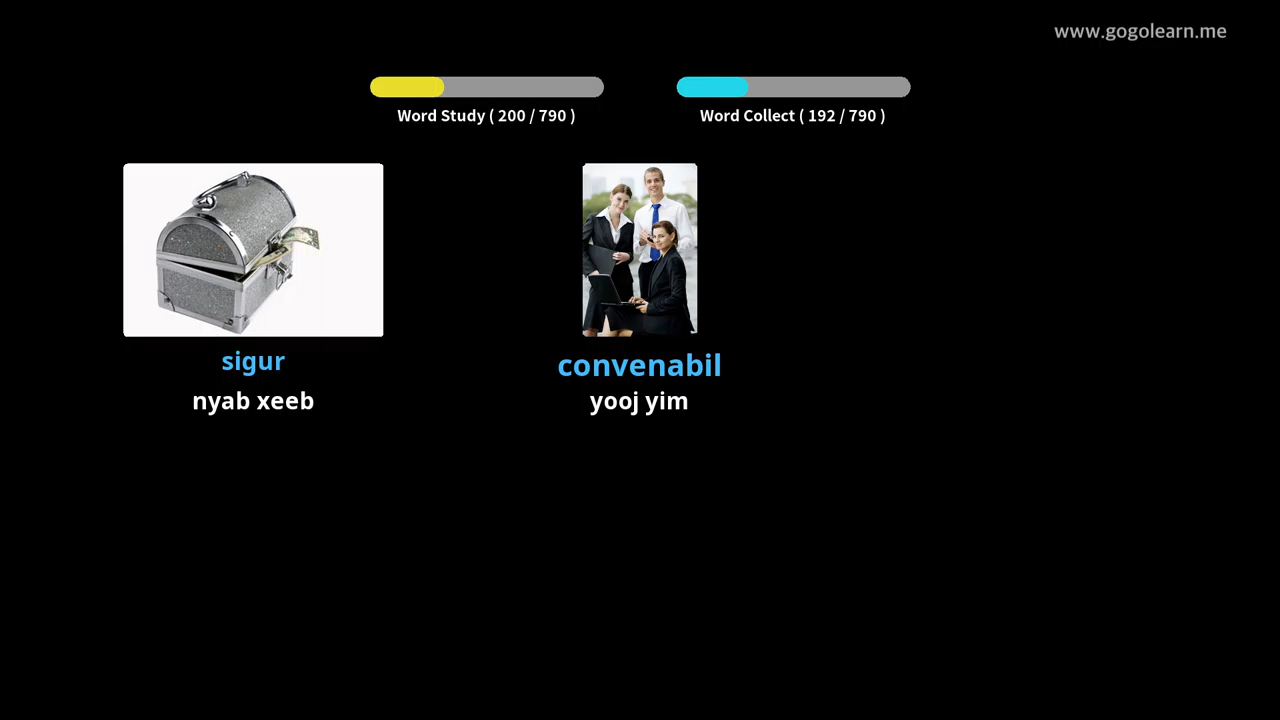 www.gogolearn.me
Word Study ( 200 / 790 )
Word Collect ( 192 / 790 )
sigur
nyab xeeb
convenabil
yooj yim